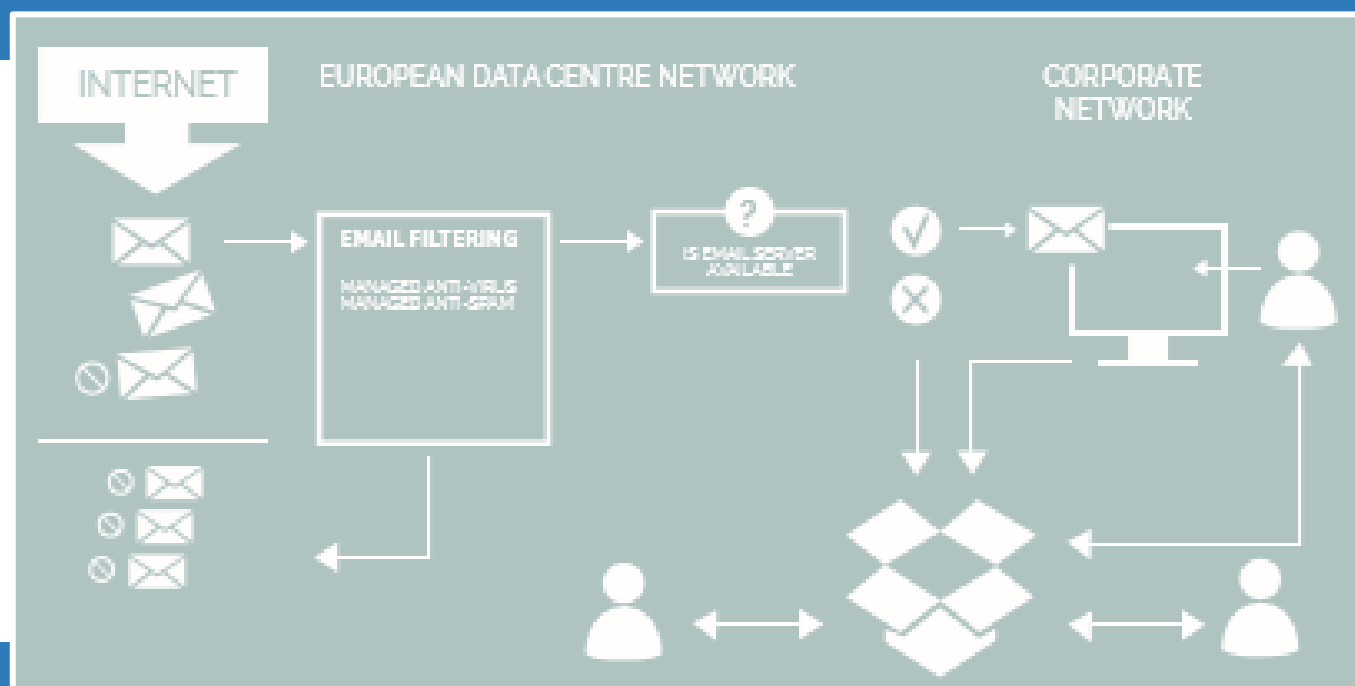 INTERNET
EUROPEAN DATA CENTRE NETWORK
CORPORATE
NETWORK
EMAIL FILTERING
MANAGED ANTI-VIRUS
MANAGED ANTI-SPAM
?
IS EMAIL SERVER
AVAILABLE